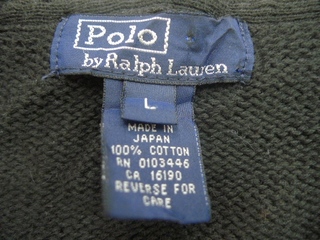 Polo
by Ralph Lauren
L
MADE IN
JAPAN
100% COTTON
RN 0103446
CA 16190
REVERSE FOR
CARE